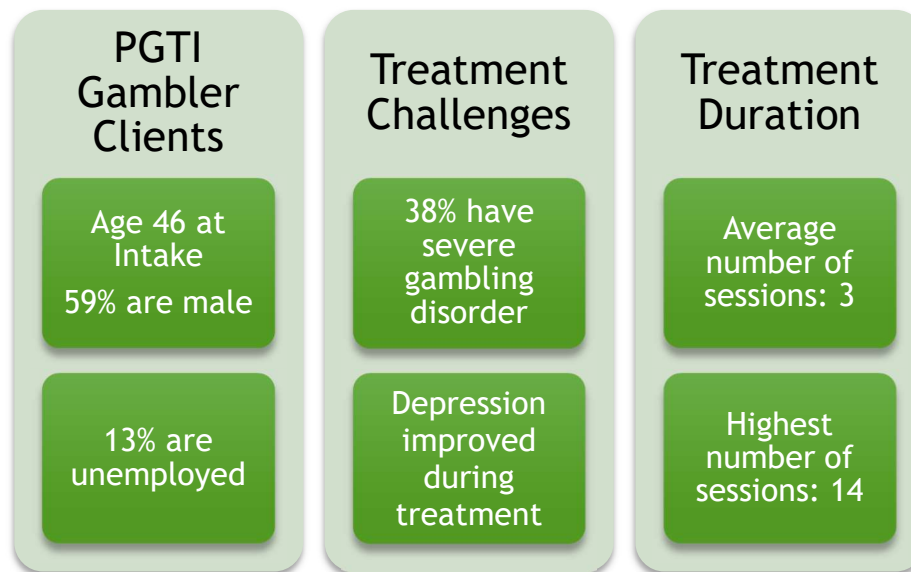 PGTI
Gambler
Clients
Age 46 at
Intake
59% are male
13% are
unemployed
Treatment
Challenges
38% have
severe
gambling
disorder
Depression
improved
during
treatment
Treatment
Duration
Average
number of
sessions: 3
Highest
number of
sessions: 14